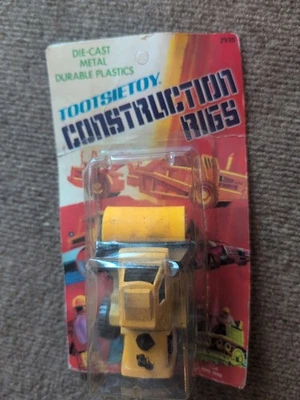 DIE-CAST
METAL
DURABLE PLASTICS
TOOTSIETOY
CONSTRUCTION
RIGS